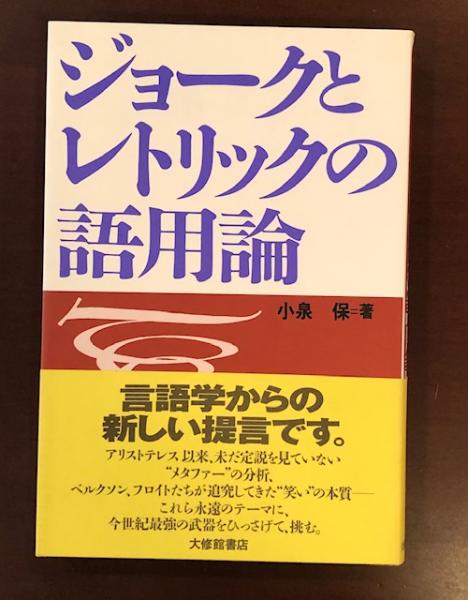 ジョークと
レトリックの
語用論
小泉 保=著
言語学からの
新しい提言です。
アリストテレス以来、未だ定説を見ていない
“メタファー”の分析、
ベルクソン、フロイトたちが追究してきた“笑い”の本質――
これら永遠のテーマに、
今世紀最強の武器をひっさげて、挑む。
大修館書店